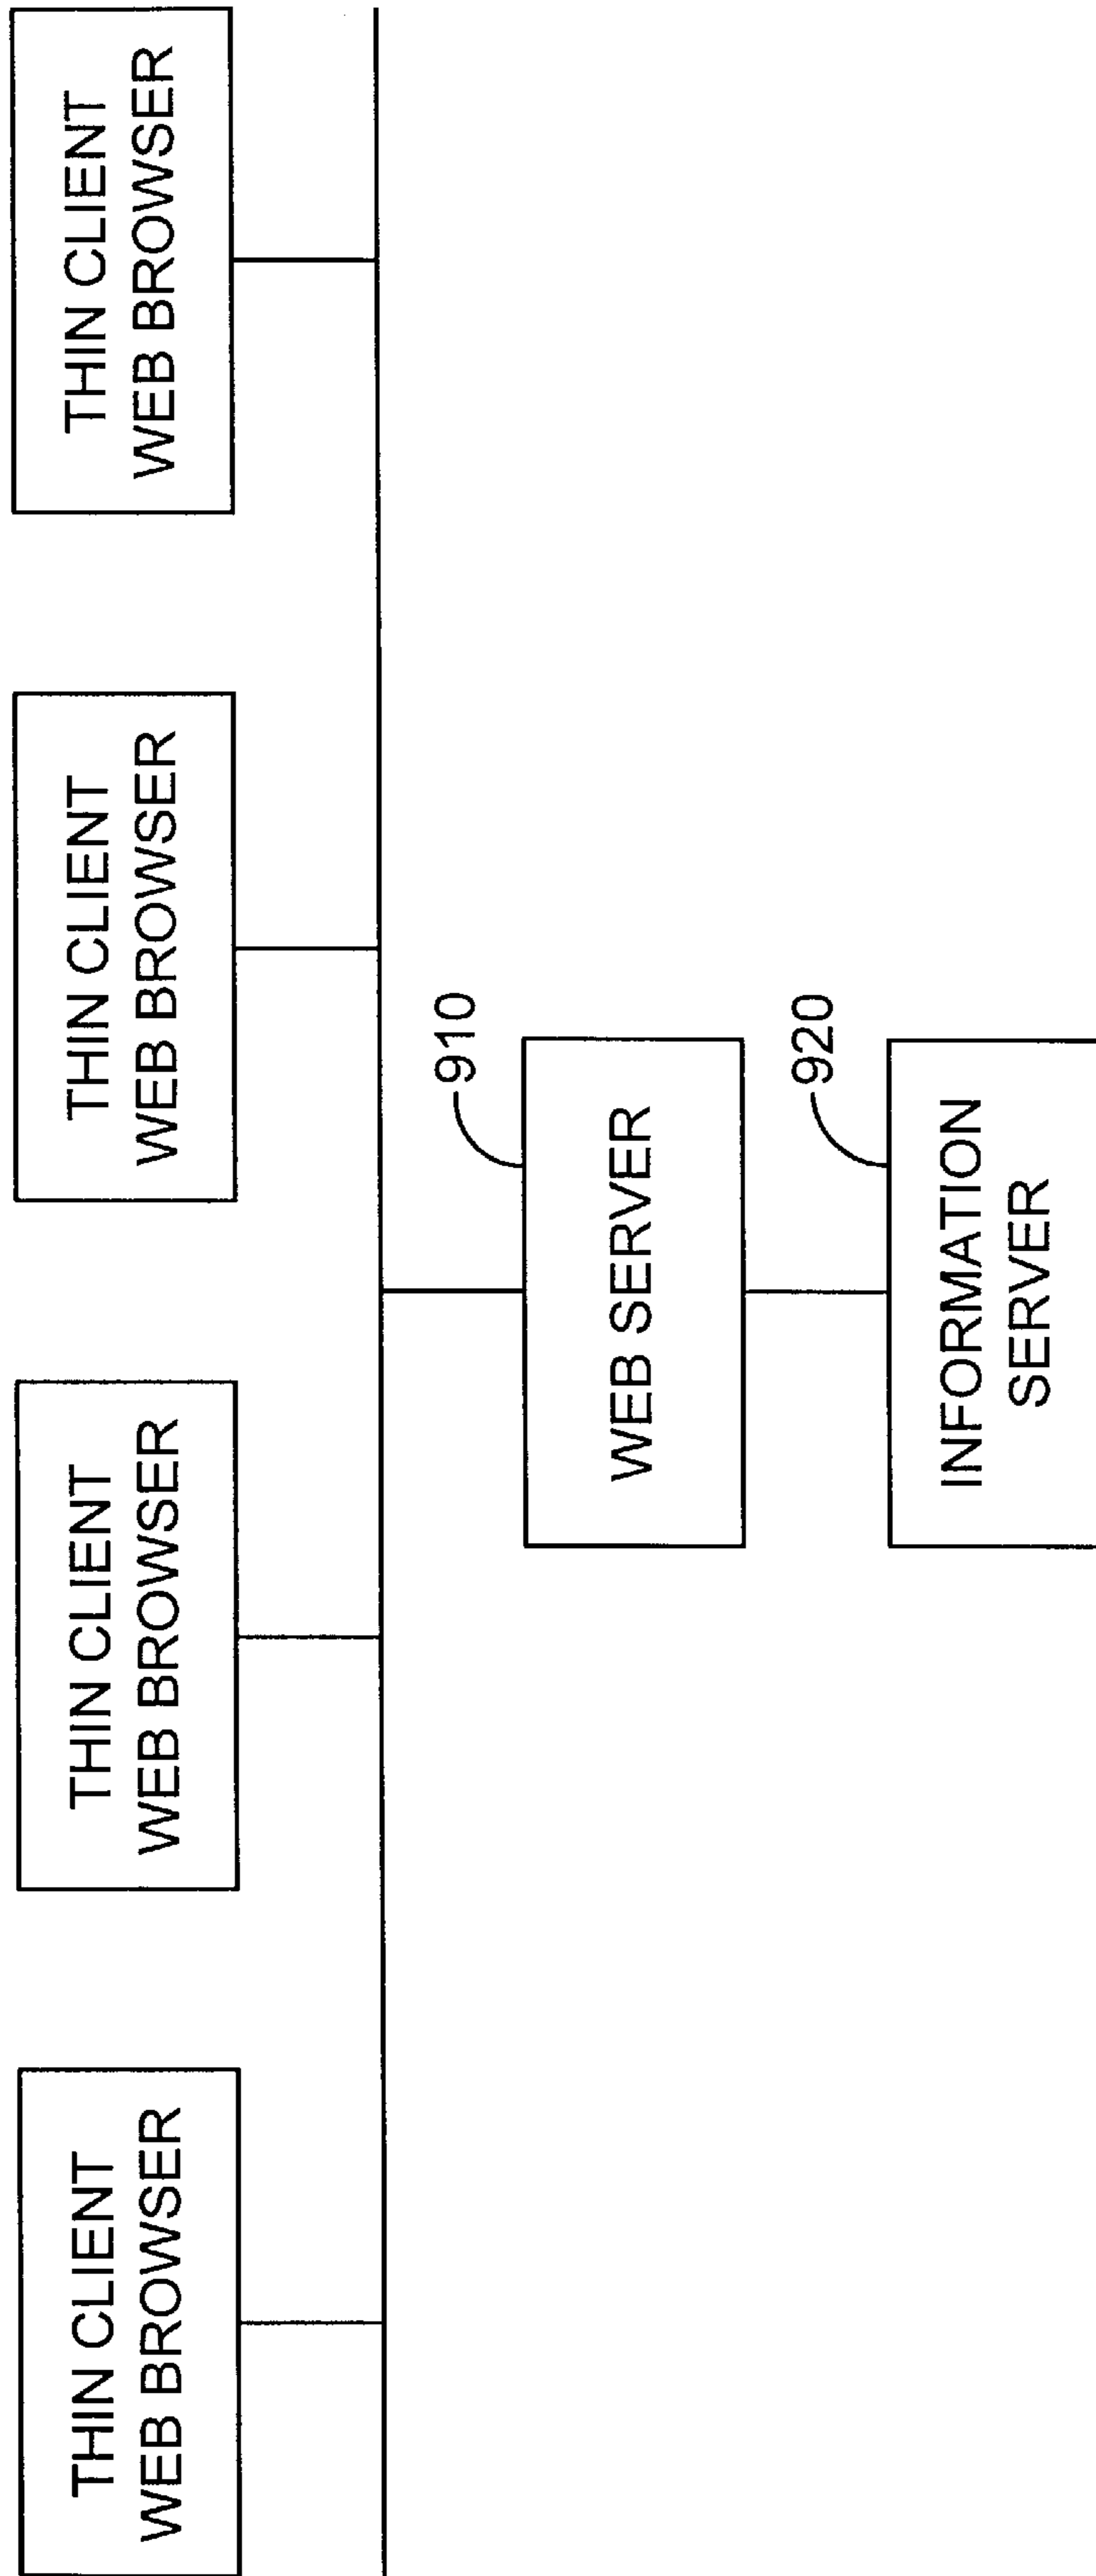 THIN CLIENT
WEB BROWSER
THIN CLIENT
WEB BROWSER
THIN CLIENT
WEB BROWSER
THIN CLIENT
WEB BROWSER
910
WEB SERVER
920
INFORMATION
SERVER